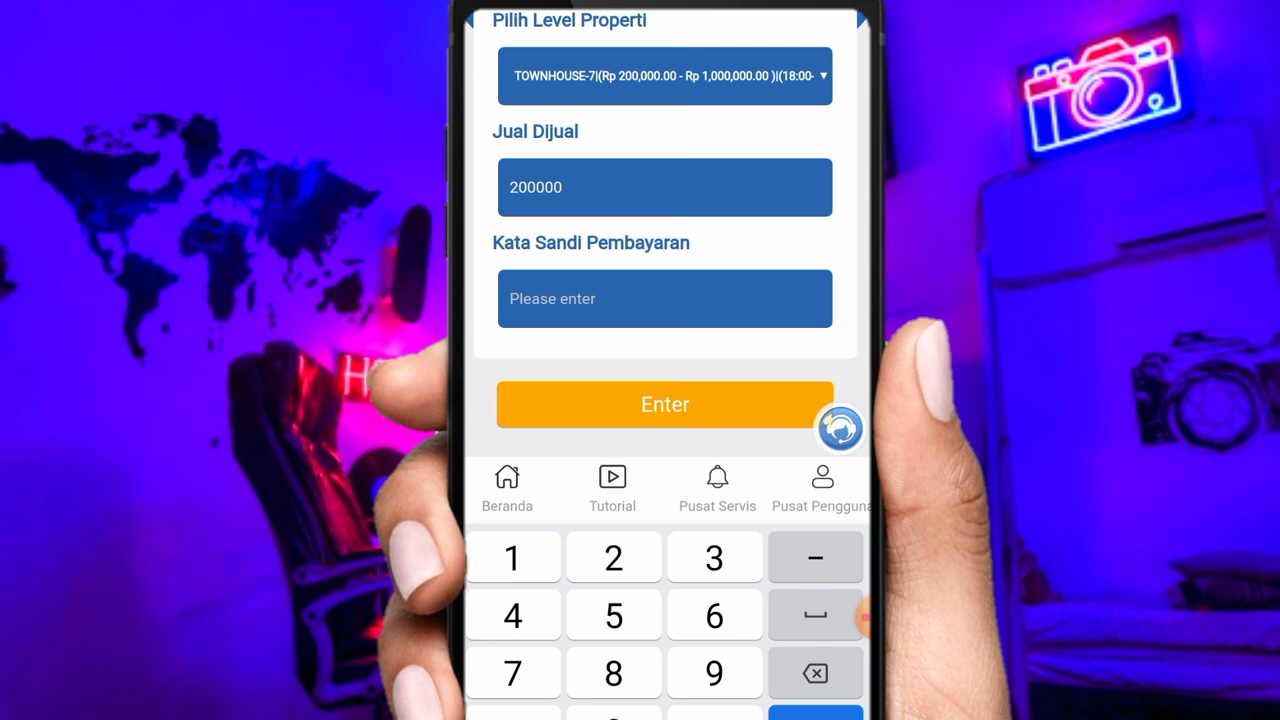 Pilih Level Properti
TOWNHOUSE-7|(Rp 200,000.00 - Rp 1,000,000.00 )|(18:00-
Jual Dijual
200000
Kata Sandi Pembayaran
Please enter
Enter
Beranda Tutorial Pusat Servis Pusat Pengguna
1 2 3 –
4 5 6
7 8 9